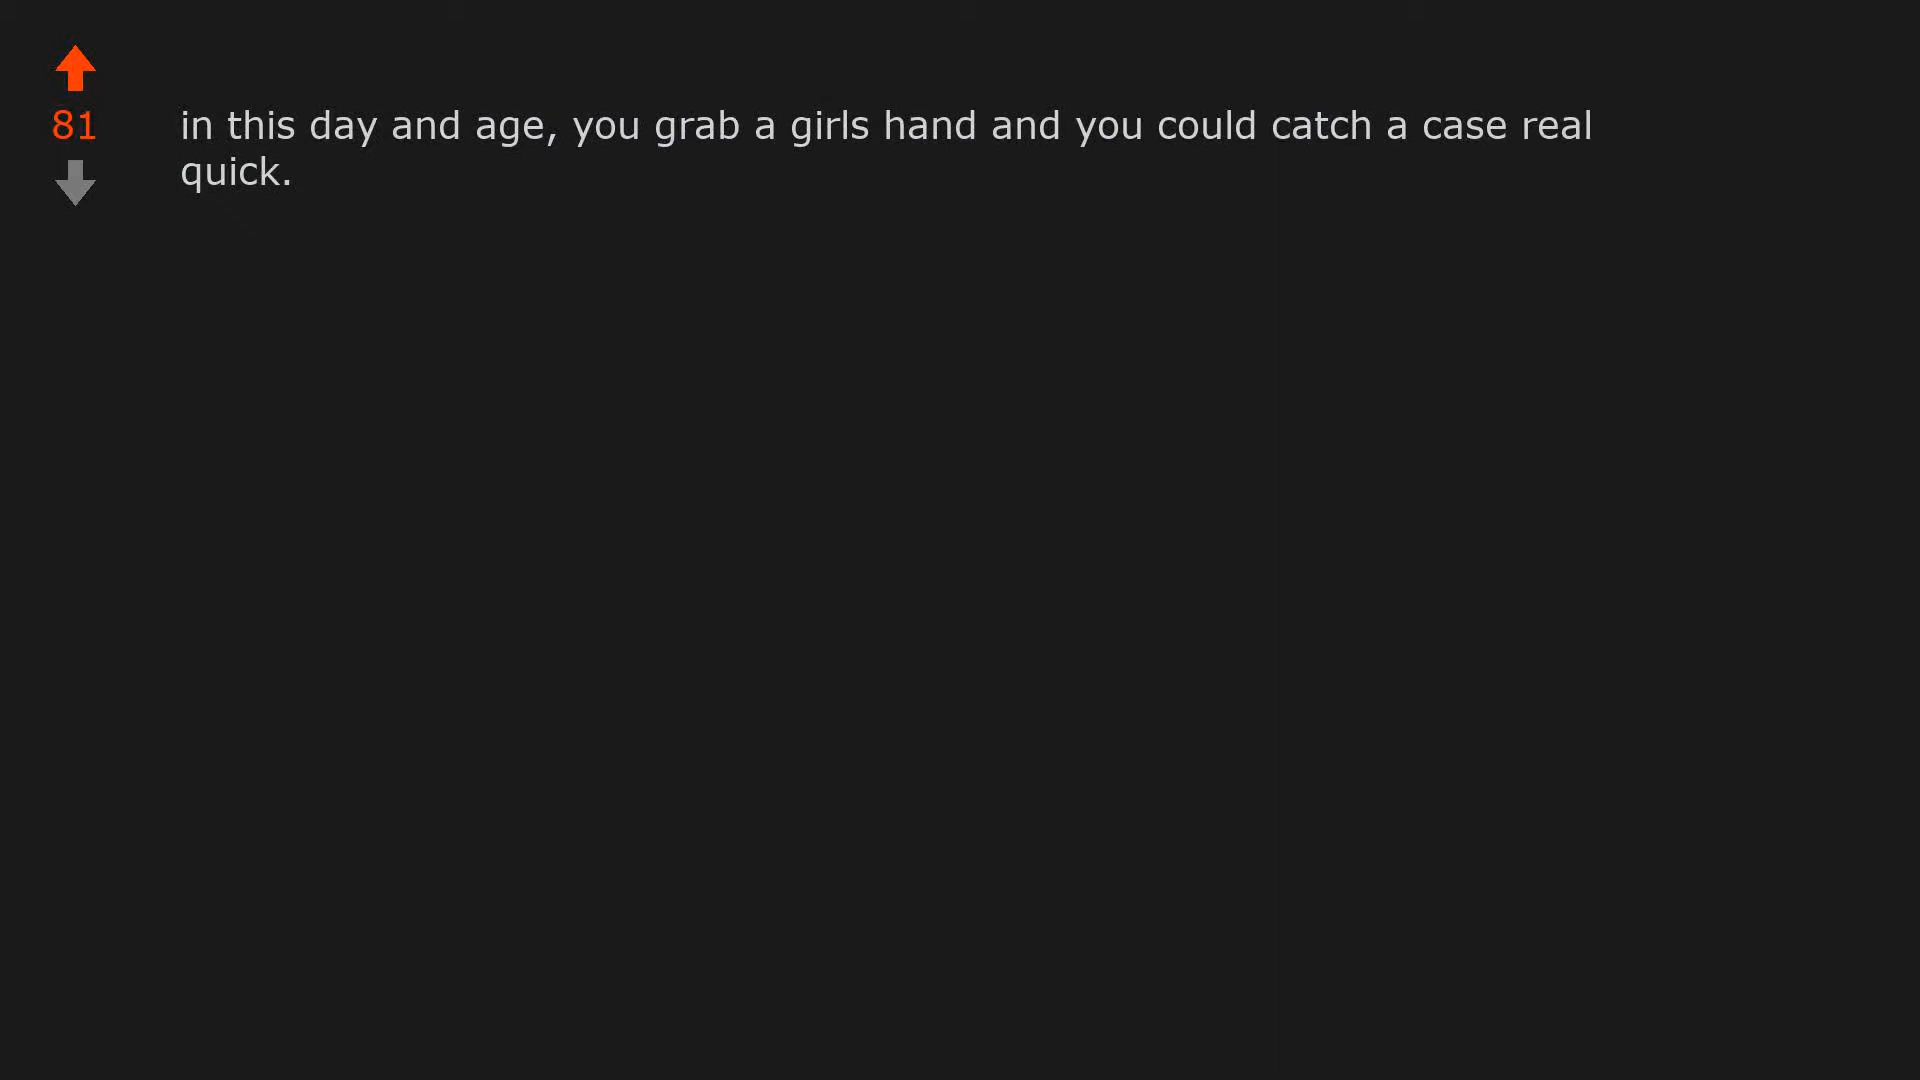 81
in this day and age, you grab a girls hand and you could catch a case real
quick.